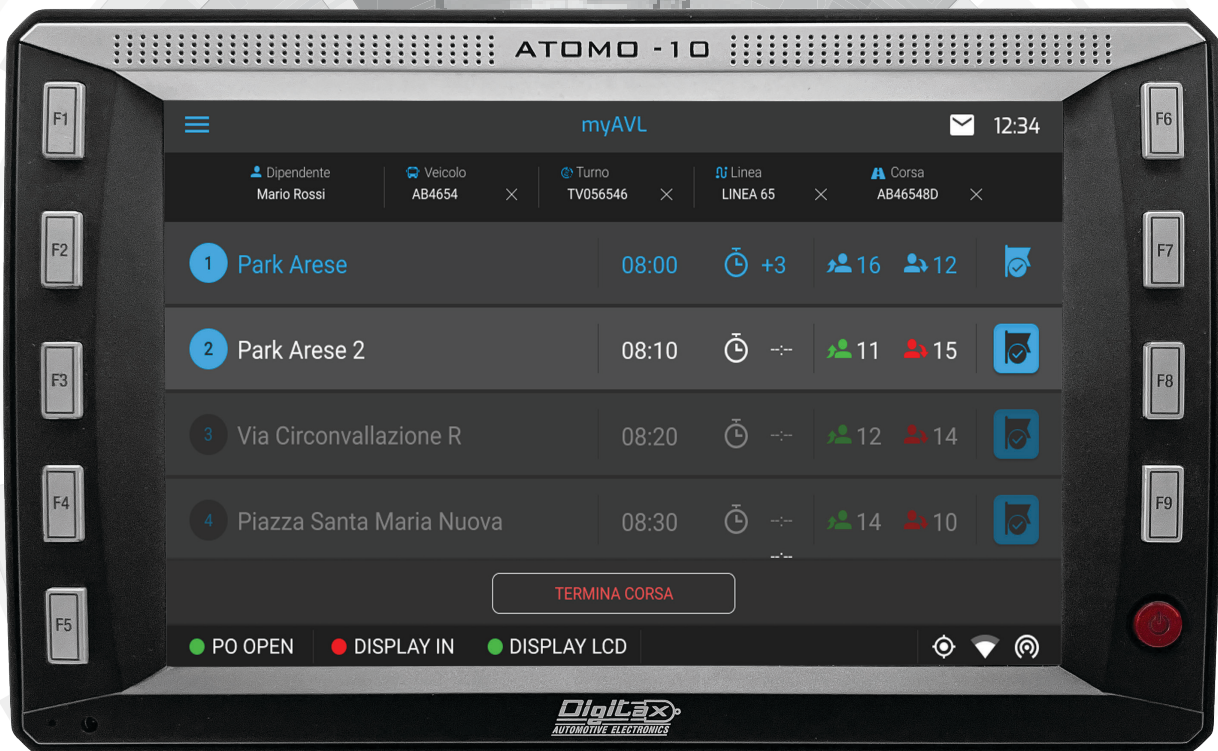 ATOMO -10
F1
F6
myAVL
12:34
Dipendente
Mario Rossi
Veicolo
AB4654
Turno
TV056546
Linea
LINEA 65
Corsa
AB46548D
F2
F7
1 Park Arese 08:00 +3 16 12
2 Park Arese 2 08:10 --:-- 11 15
F3
F8
3 Via Circonvallazione R 08:20 --:-- 12 14
F4
F9
4 Piazza Santa Maria Nuova 08:30 --:-- 14 10
--:--
TERMINA CORSA
F5
PO OPEN DISPLAY IN DISPLAY LCD
Digitax
AUTOMOTIVE ELECTRONICS